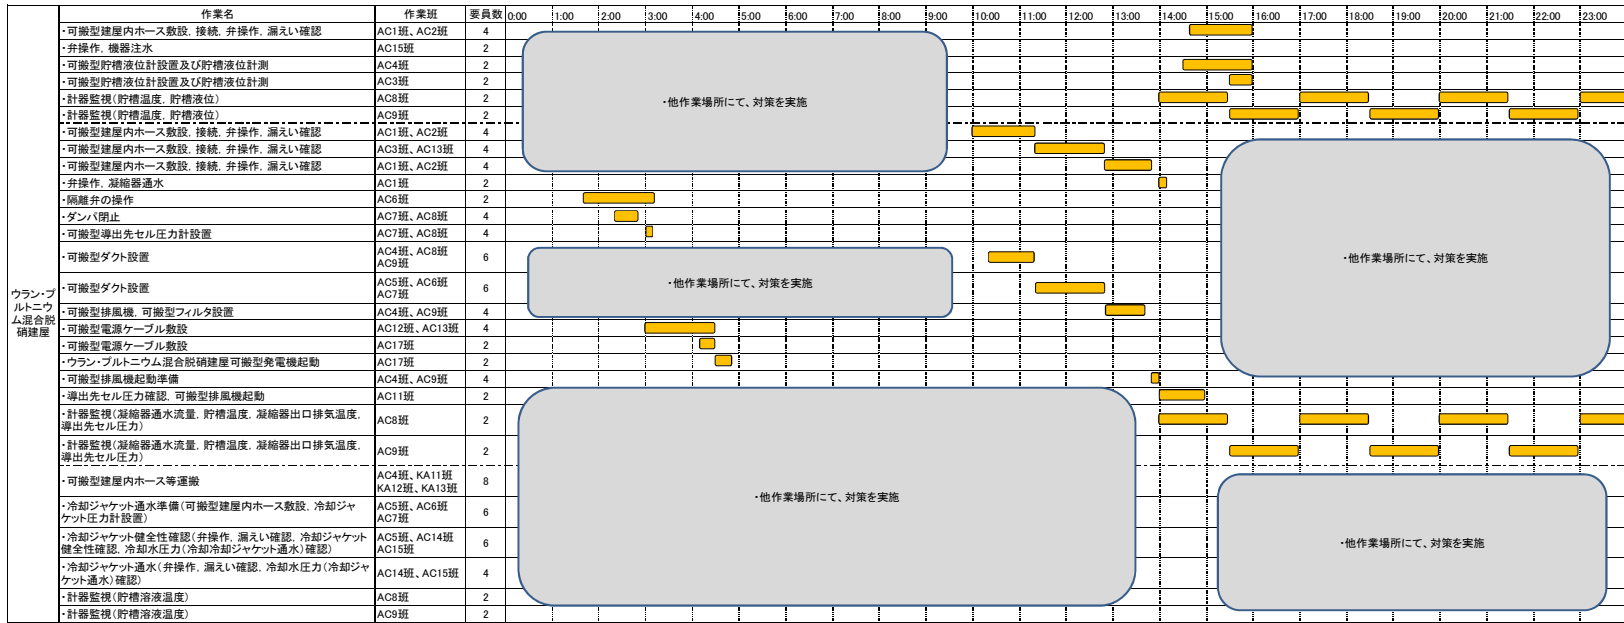 作業名 作業班 要員数 0:00 1:00 2:00 3:00 4:00 5:00 6:00 7:00 8:00 9:00 10:00 11:00 12:00 13:00 14:00 15:00 16:00 17:00 18:00 19:00 20:00 21:00 22:00 23:00
ウラン・プ
ルトニウ
ム混合脱
硝建屋
・可搬型建屋内ホース敷設, 接続, 弁操作, 漏えい確認 AC1班、AC2班 4
・弁操作, 機器注水 AC15班 2
・可搬型貯槽液位計設置及び貯槽液位計測 AC4班 2
・可搬型貯槽液位計設置及び貯槽液位計測 AC3班 2
・計器監視(貯槽温度, 貯槽液位) AC8班 2
・計器監視(貯槽温度, 貯槽液位) AC9班 2
・他作業場所にて、対策を実施
・可搬型建屋内ホース敷設, 接続, 弁操作, 漏えい確認 AC1班、AC2班 4
・可搬型建屋内ホース敷設, 接続, 弁操作, 漏えい確認 AC3班、AC13班 4
・可搬型建屋内ホース敷設, 接続, 弁操作, 漏えい確認 AC1班、AC2班 4
・弁操作, 凝縮器通水 AC1班 2
・隔離弁の操作 AC6班 2
・ダンパ閉止 AC7班、AC8班 4
・可搬型導出先セル圧力計設置 AC7班、AC8班 4
・可搬型ダクト設置 AC4班、AC8班 6
AC9班
・他作業場所にて、対策を実施
・可搬型ダクト設置 AC5班、AC6班 6
AC7班
・他作業場所にて、対策を実施
・可搬型排風機, 可搬型フィルタ設置 AC4班、AC9班 4
・可搬型電源ケーブル敷設 AC12班、AC13班 4
・可搬型電源ケーブル敷設 AC17班 2
・ウラン・プルトニウム混合脱硝建屋可搬型発電機起動 AC17班 2
・可搬型排風機起動準備 AC4班、AC9班 4
・導出先セル圧力確認, 可搬型排風機起動 AC11班 2
・計器監視(凝縮器通水流量, 貯槽温度, 凝縮器出口排気温度, AC8班 2
導出先セル圧力)
・計器監視(凝縮器通水流量, 貯槽温度, 凝縮器出口排気温度, AC9班 2
導出先セル圧力)
・可搬型建屋内ホース等運搬 AC4班、KA11班 8
KA12班、KA13班
・他作業場所にて、対策を実施
・冷却ジャケット通水準備(可搬型建屋内ホース敷設, 冷却ジャ AC5班、AC6班 6
ケット圧力計設置) AC7班
・冷却ジャケット健全性確認(弁操作, 漏えい確認, 冷却ジャケット AC5班、AC14班 6
健全性確認, 冷却水圧力(冷却冷却ジャケット通水)確認) AC15班
・他作業場所にて、対策を実施
・冷却ジャケット通水(弁操作, 漏えい確認, 冷却水圧力(冷却ジャ AC14班、AC15班 4
ケット通水)確認)
・計器監視(貯槽溶液温度) AC8班 2
・計器監視(貯槽溶液温度) AC9班 2